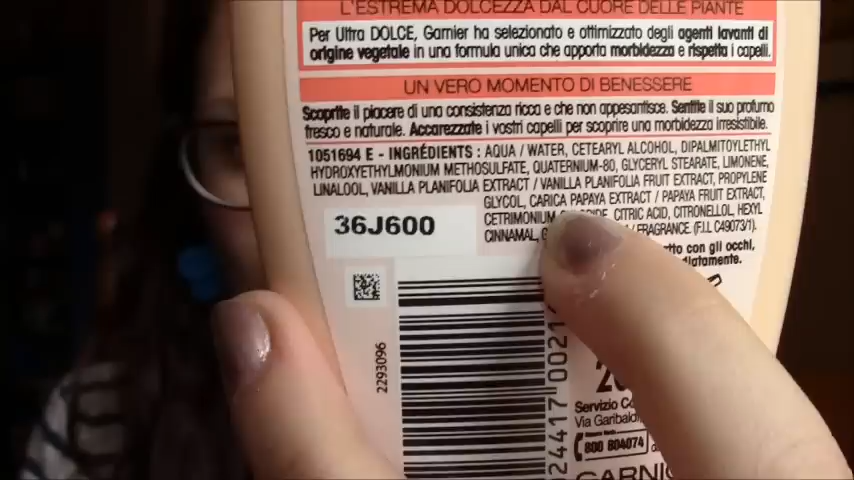 L'ESTREMA DOLCEZZA DAL CUORE DELLE PIANTE
Per Ultra DOLCE, Garnier ha selezionato e ottimizzato degli agenti lavanti di
origine vegetale in una formula unica che apporta morbidezza e rispetta i capelli.
UN VERO MOMENTO DI BENESSERE
Scoprite il piacere di una consistenza ricca e che non appesantisce. Sentite il suo profumo
fresco e naturale. Accarezzate i vostri capelli per scoprire una morbidezza irresistibile.
1051694 E - INGRÉDIENTS : AQUA / WATER, CETEARYL ALCOHOL, DIPALMITOYLETHYL
HYDROXYETHYLMONIUM METHOSULFATE, QUATERNIUM-80, GLYCERYL STEARATE, LIMONENE,
LINALOOL, VANILLA PLANIFOLIA EXTRACT / VANILLA PLANIFOLIA FRUIT EXTRACT, PROPYLENE
GLYCOL, CARICA PAPAYA EXTRACT / PAPAYA FRUIT EXTRACT,
CETRIMONIUM CITRIC ACID, CITRONELLOL, HEXYL
CINNAMAL, / FRAGRANCE. (F.I.L C49073/1).
36J600
con gli occhi,
2293096
Servizio
Via Garibal
800 804074
GARNI